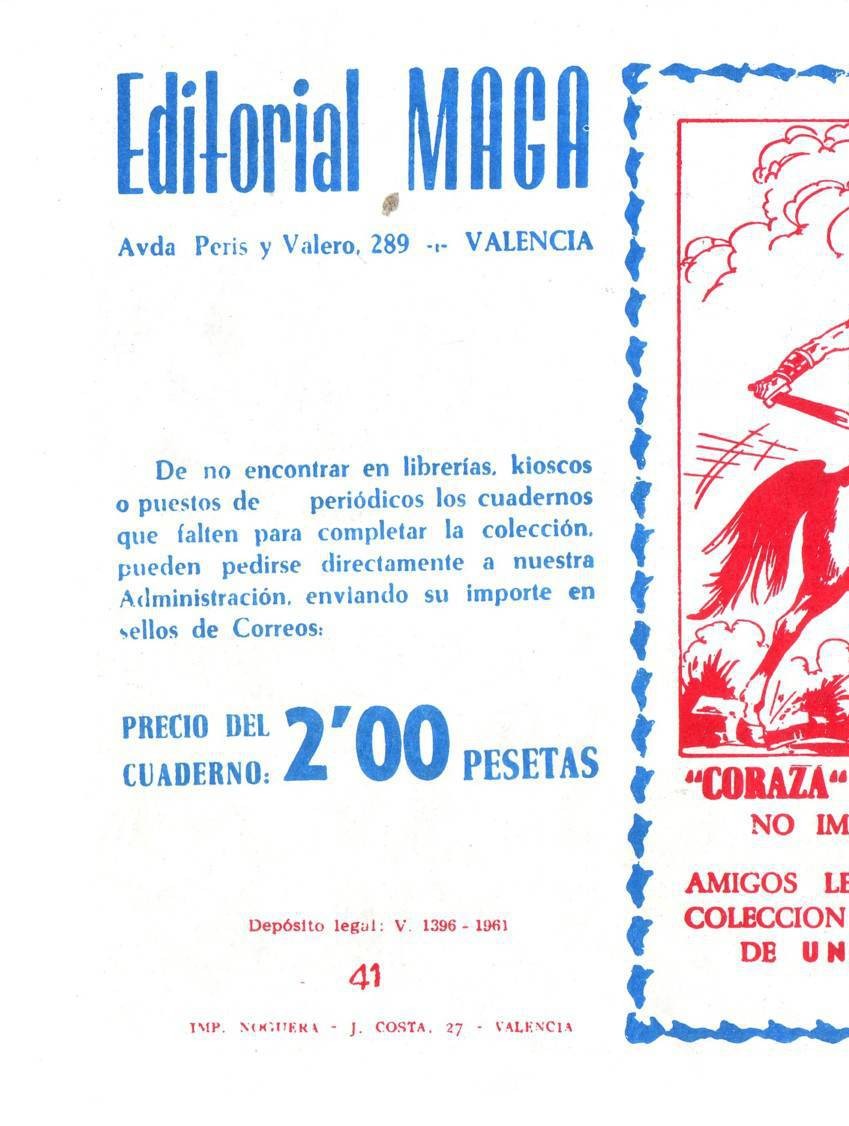 Editorial MAGA
Avda Peris y Valero, 289 -:- VALENCIA
De no encontrar en librerías, kioscos
o puestos de periódicos los cuadernos
que falten para completar la colección,
pueden pedirse directamente a nuestra
Administración, enviando su importe en
sellos de Correos:
PRECIO DEL
CUADERNO: 2'00 PESETAS
Depósito legal: V. 1396 - 1961
41
IMP. NOGUERA - J. COSTA, 27 - VALENCIA
"CORAZA"
NO IM
AMIGOS LE
COLECCION
DE UN